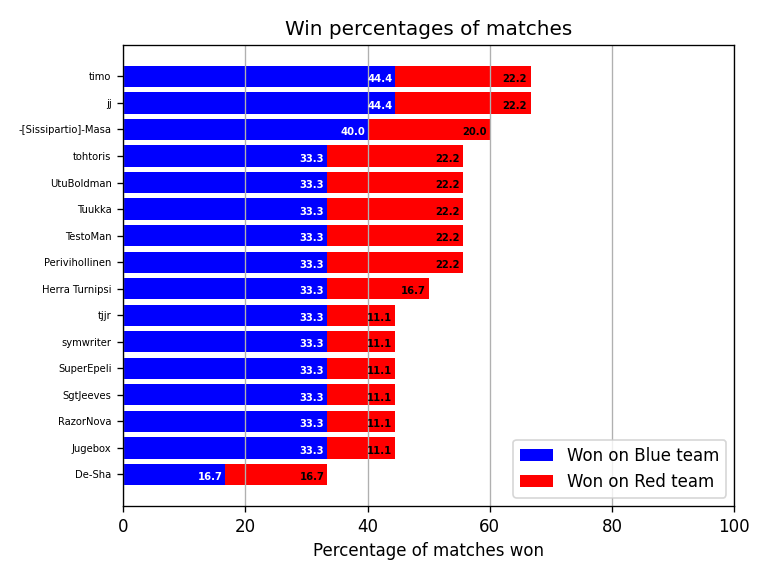 Win percentages of matches
timo 44.4 22.2
jj 44.4 22.2
-[Sissipartio]-Masa 40.0 20.0
tohtoris 33.3 22.2
UtuBoldman 33.3 22.2
Tuukka 33.3 22.2
TestoMan 33.3 22.2
Perivihollinen 33.3 22.2
Herra Turnipsi 33.3 16.7
tjjr 33.3 11.1
symwriter 33.3 11.1
SuperEpeli 33.3 11.1
SgtJeeves 33.3 11.1
RazorNova 33.3 11.1
Jugebox 33.3 11.1
De-Sha 16.7 16.7
Won on Blue team
Won on Red team
0 20 40 60 80 100
Percentage of matches won